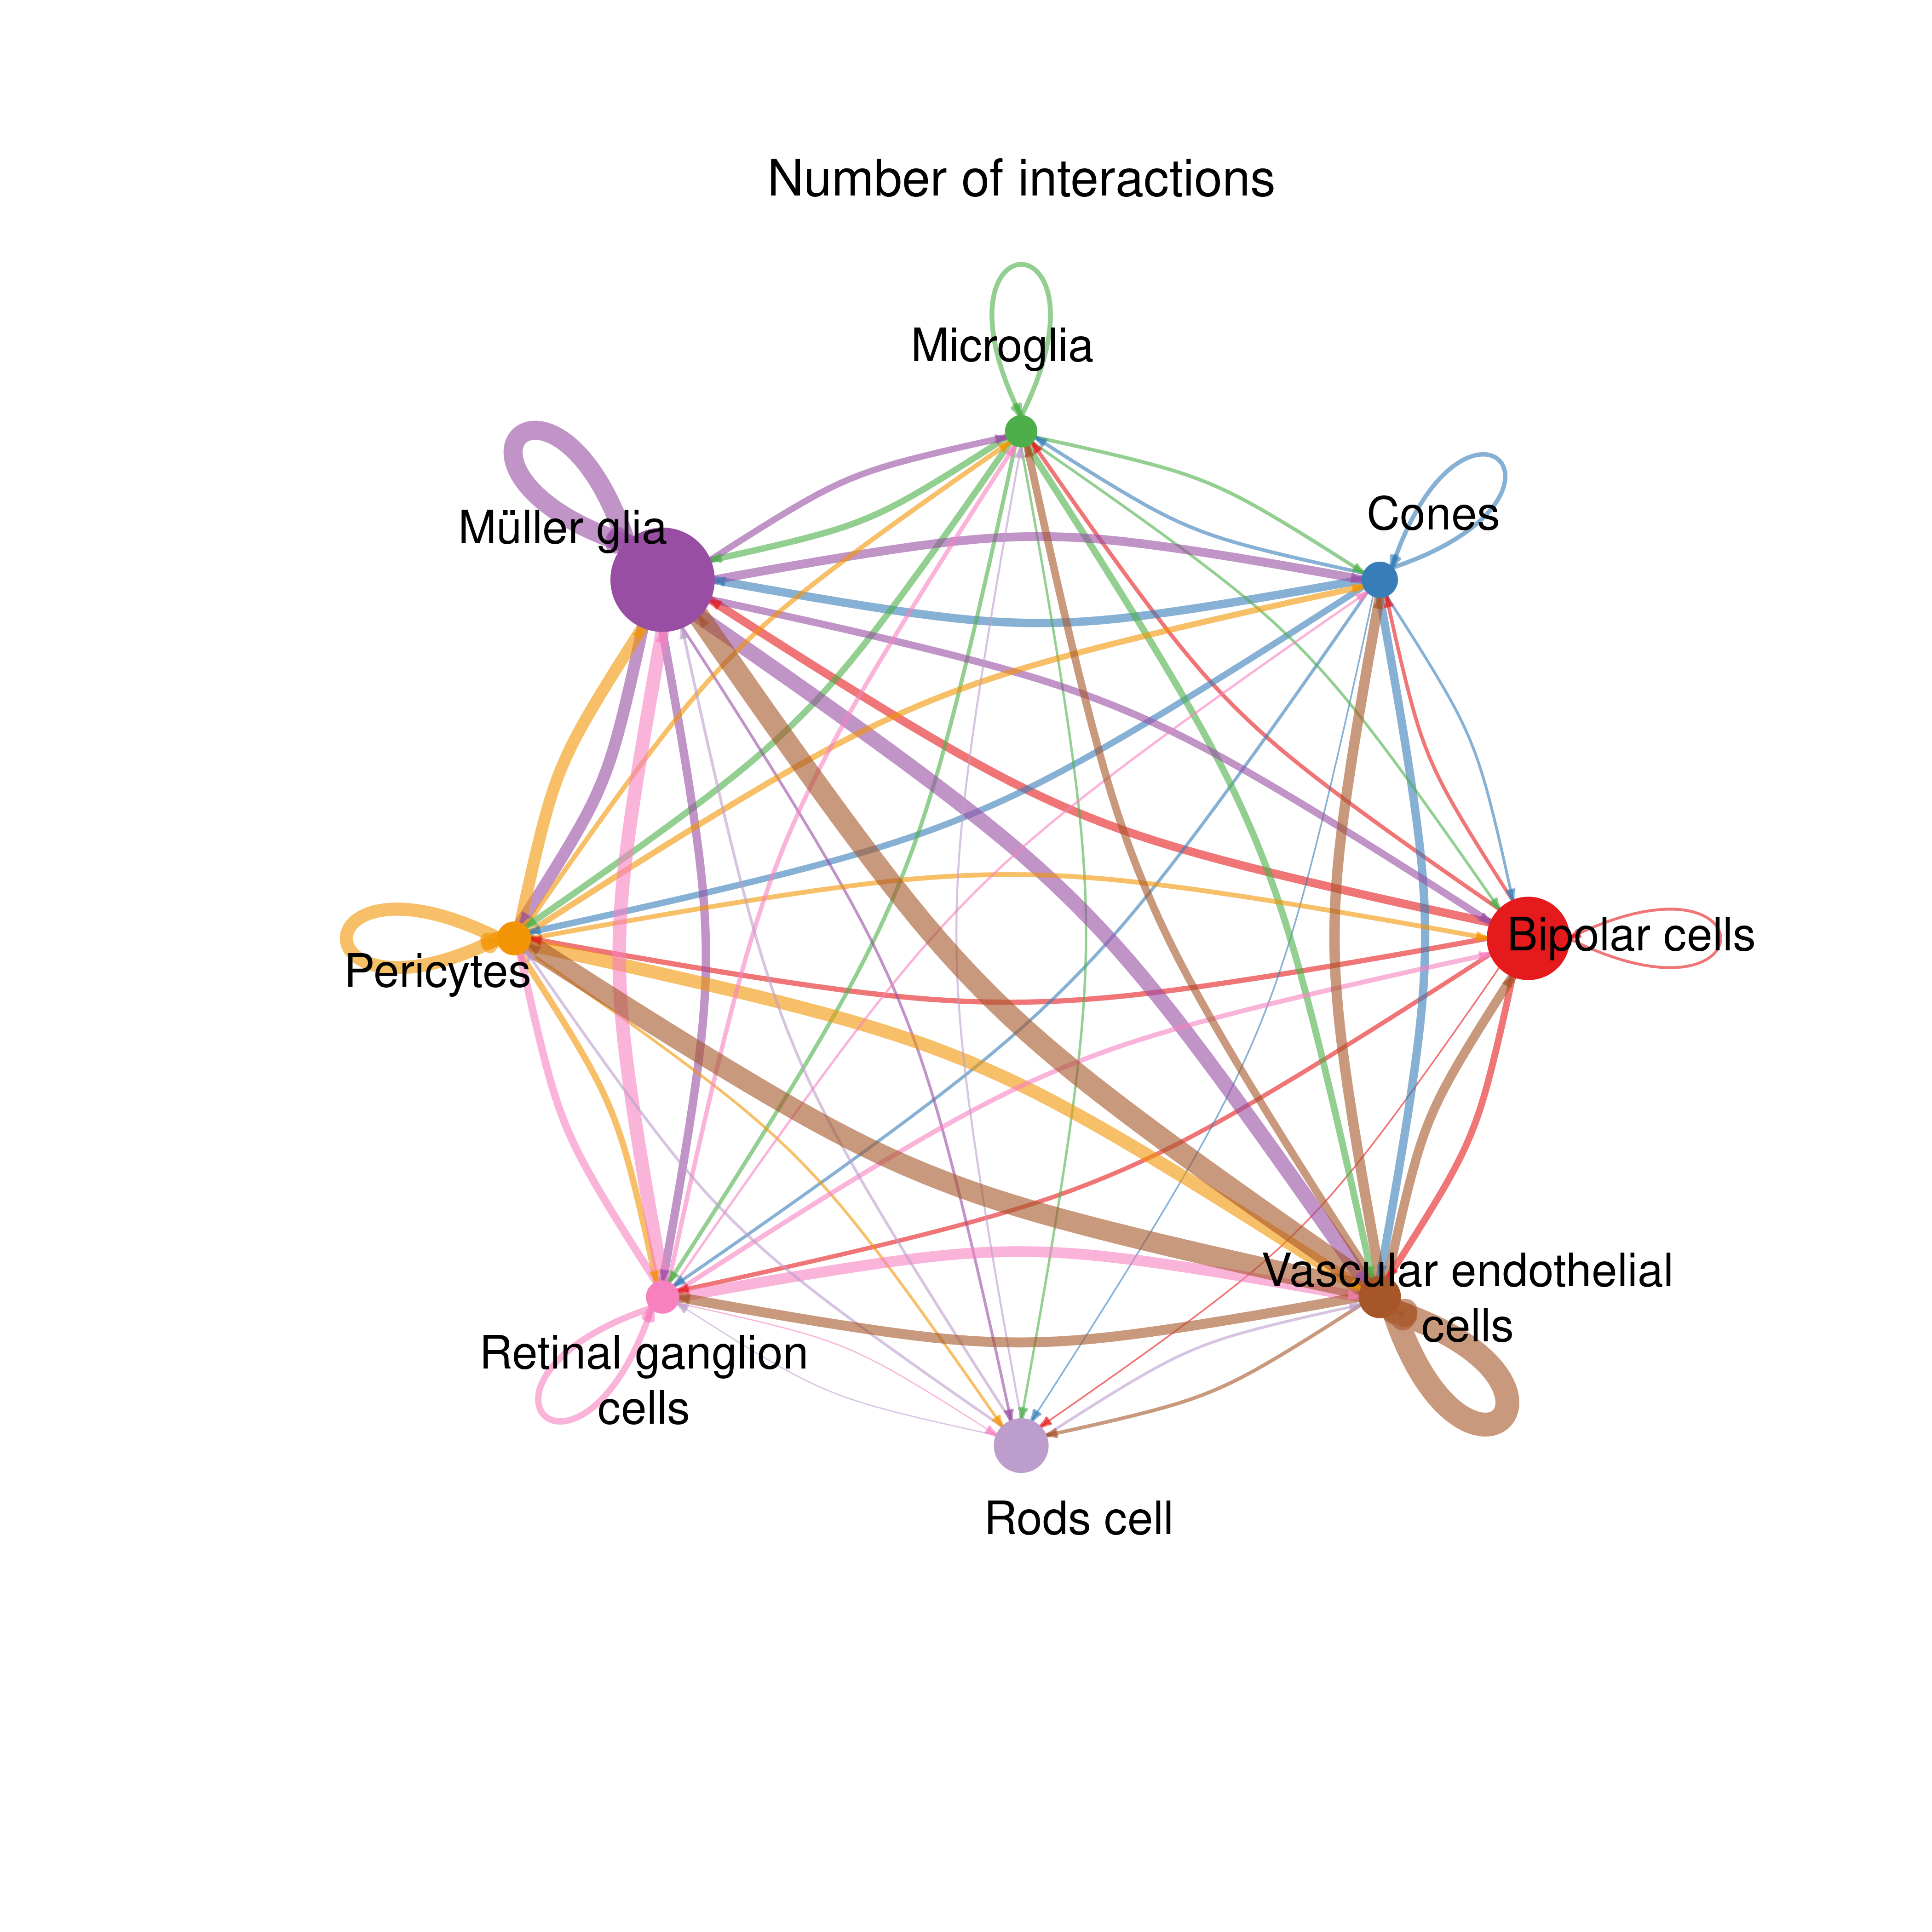 Number of interactions
Microglia
Cones
Müller glia
Bipolar cells
Pericytes
Vascular endothelial
cells
Retinal ganglion
cells
Rods cell